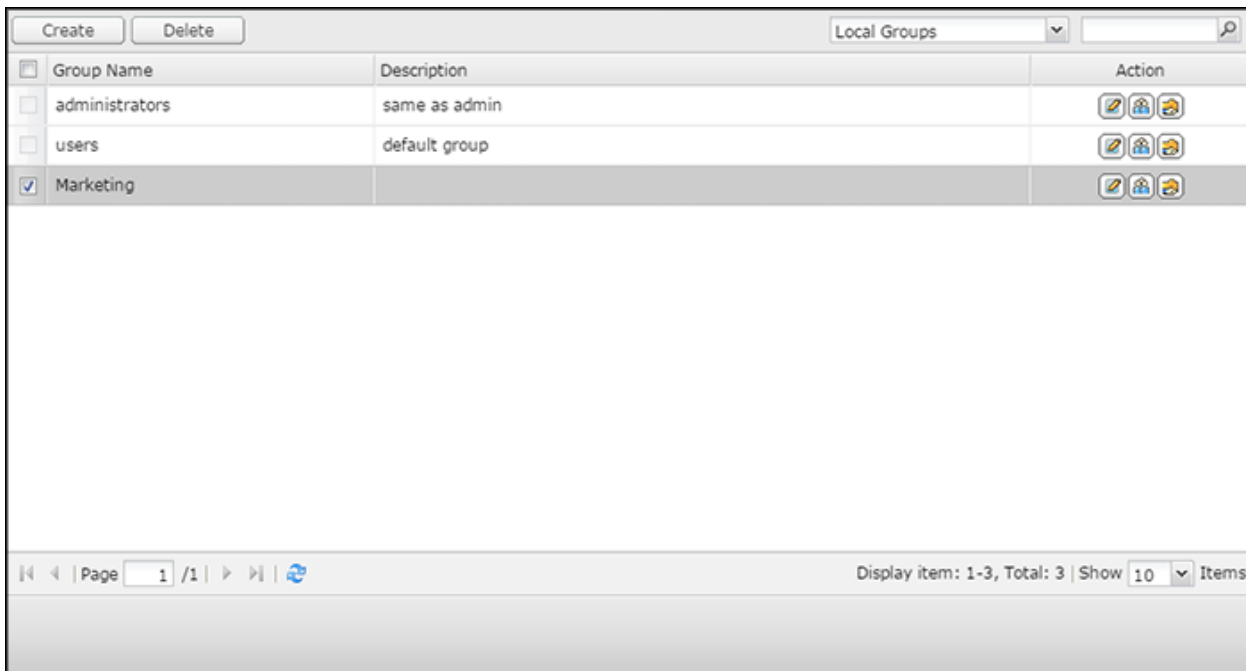 Create Delete Local Groups
Group Name Description Action
administrators same as admin
users default group
Marketing
Page 1 /1 Display item: 1-3, Total: 3 | Show 10 Items